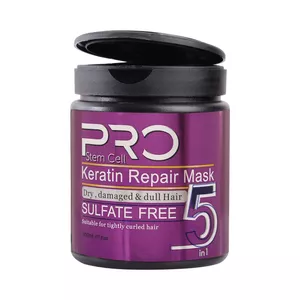 PRO
Stem Cell
Keratin Repair Mask
Dry, damaged & dull Hair
SULFATE FREE
Suitable for tightly curled hair
5
in 1